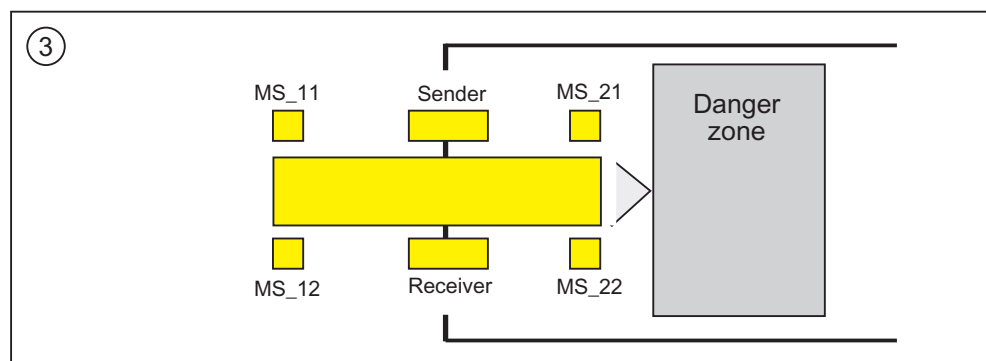 3
MS_11
Sender
MS_21
Danger
zone
MS_12
Receiver
MS_22